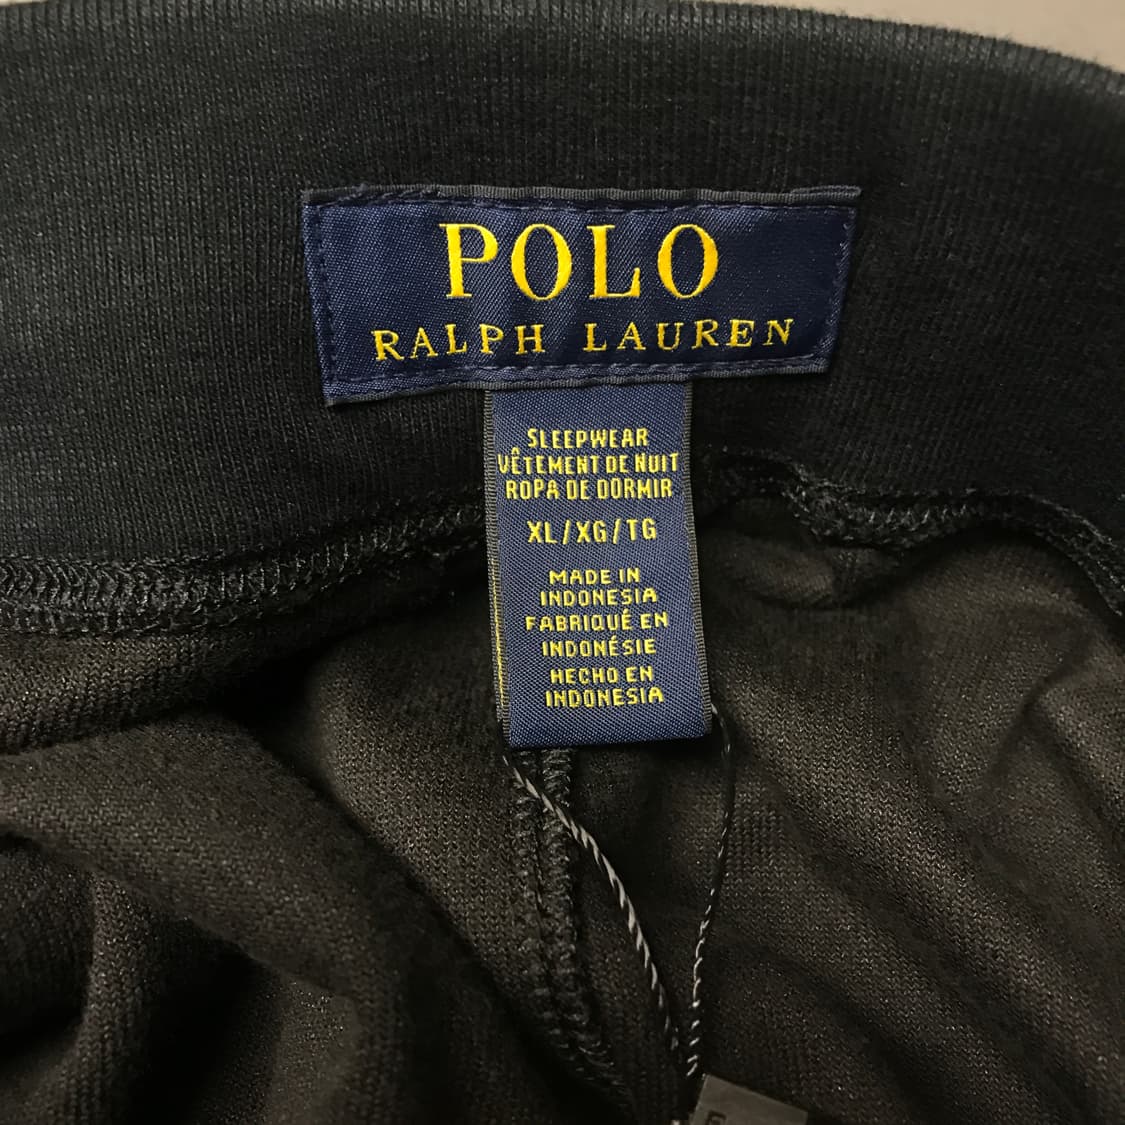 POLO
RALPH LAUREN
SLEEPWEAR
VÊTEMENT DE NUIT
ROPA DE DORMIR
XL/XG/TG
MADE IN
INDONESIA
FABRIQUÉ EN
INDONÉSIE
HECHO EN
INDONESIA